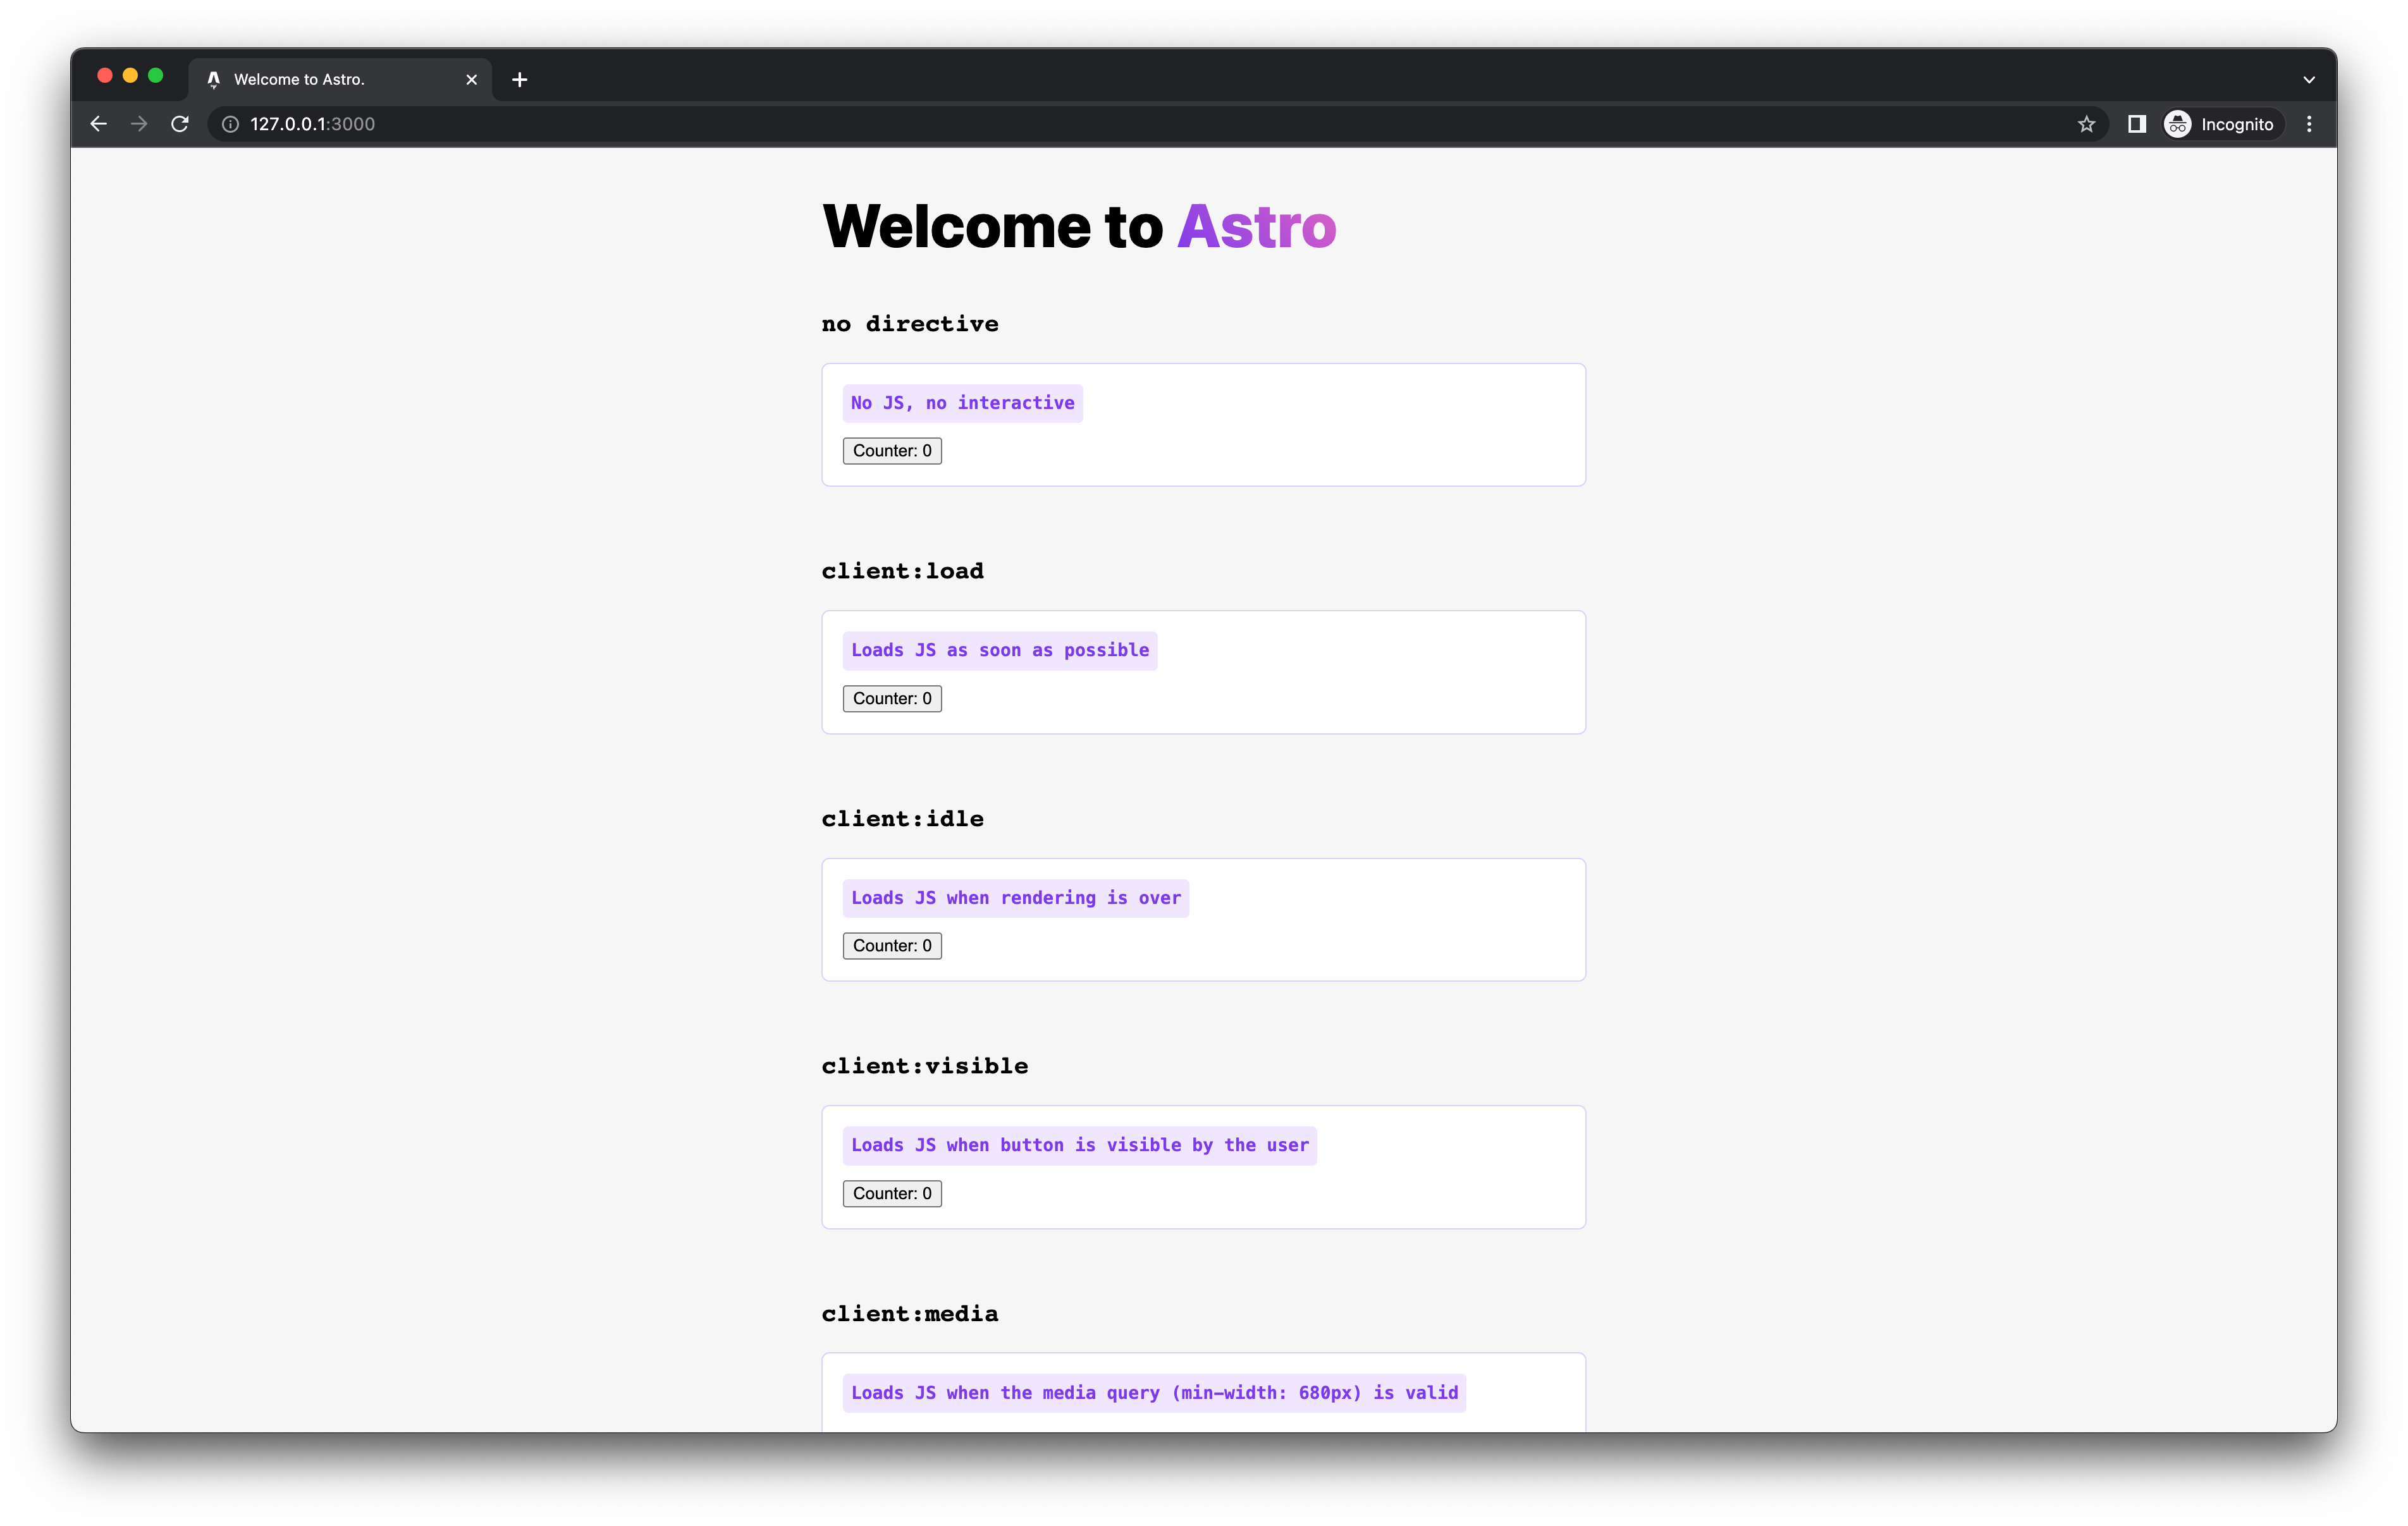 Welcome to Astro.
127.0.0.1:3000
Incognito
Welcome to Astro
no directive
No JS, no interactive
Counter: 0
client:load
Loads JS as soon as possible
Counter: 0
client:idle
Loads JS when rendering is over
Counter: 0
client:visible
Loads JS when button is visible by the user
Counter: 0
client:media
Loads JS when the media query (min-width: 680px) is valid